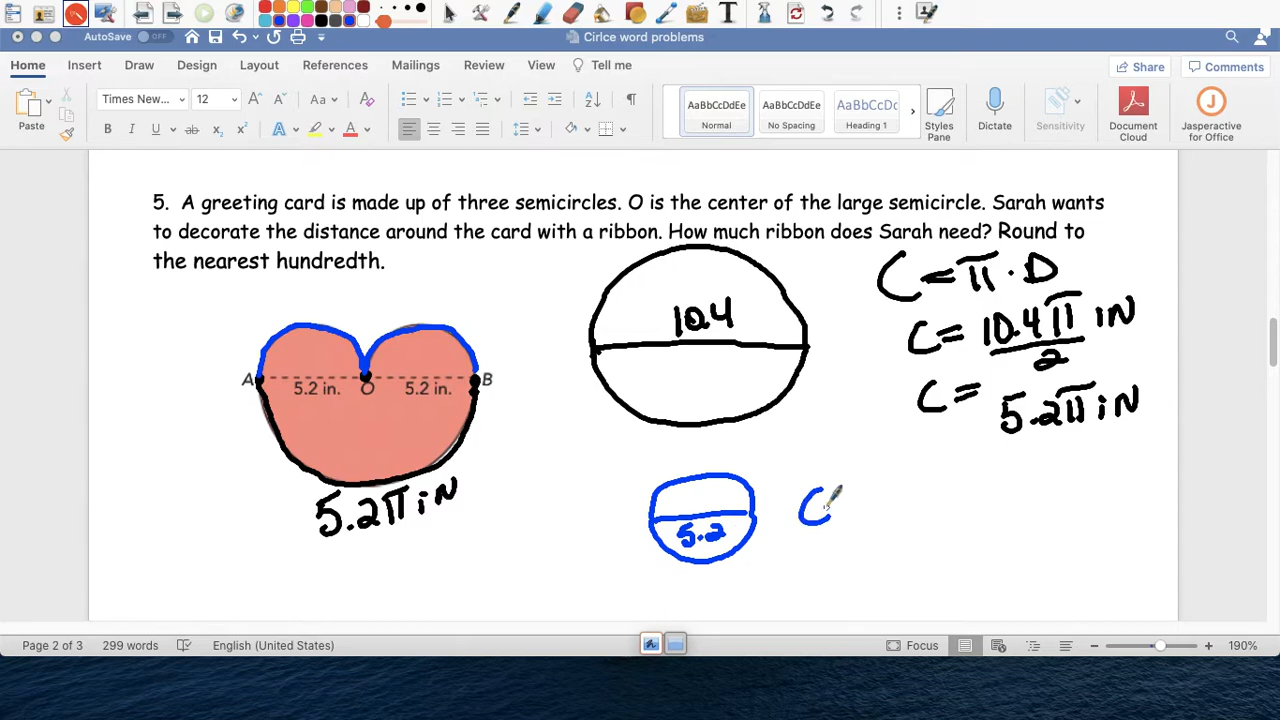 AutoSave OFF
Cirlce word problems
Home Insert Draw Design Layout References Mailings Review View Tell me Share Comments
Paste
Times New... 12 Aa
AaBbCcDdEe AaBbCcDdEe AaBbCcDc
Normal No Spacing Heading 1
Styles Pane Dictate Sensitivity Document Cloud Jasperactive for Office
5. A greeting card is made up of three semicircles. O is the center of the large semicircle. Sarah wants
to decorate the distance around the card with a ribbon. How much ribbon does Sarah need? Round to
the nearest hundredth.
C = π · D
10.4
C = 10.4π/2 iN
A 5.2 in. O 5.2 in. B
C = 5.2π iN
5.2π iN
5.2
C
Page 2 of 3 299 words English (United States) Focus 190%